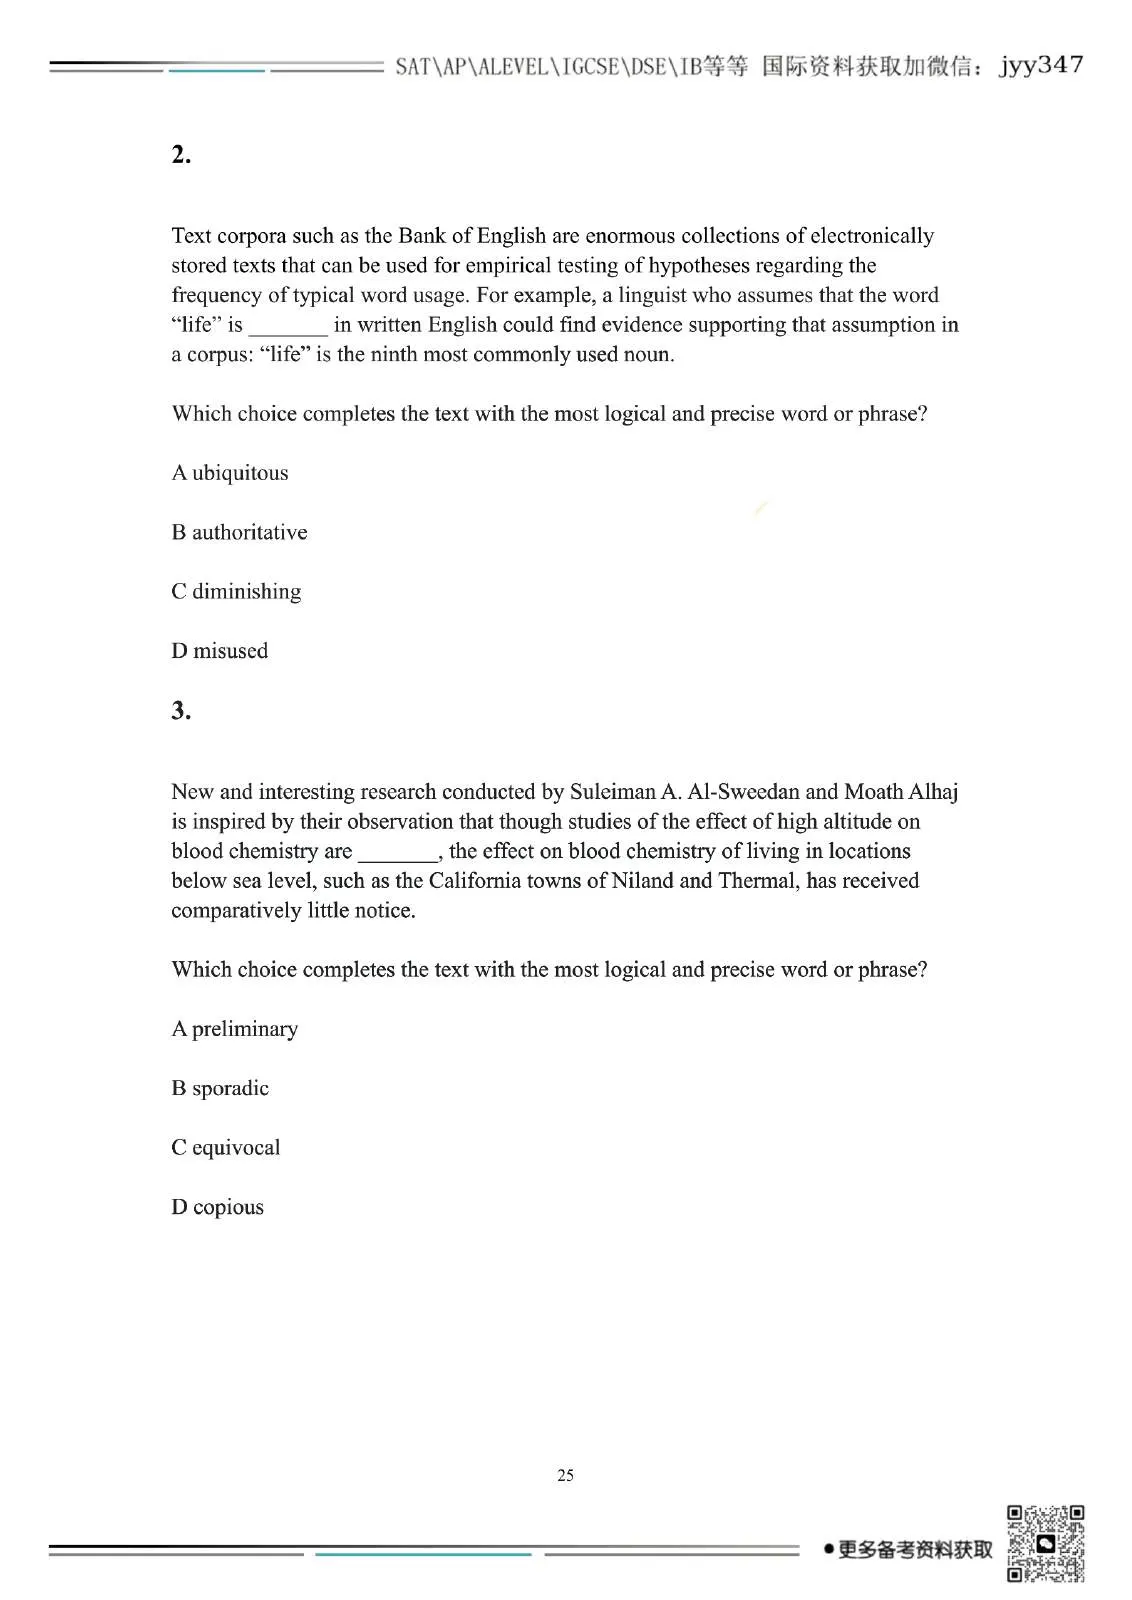 SAT\AP\ALEVEL\IGCSE\DSE\IB等等 国际资料获取加微信: jyy347
2.
Text corpora such as the Bank of English are enormous collections of electronically
stored texts that can be used for empirical testing of hypotheses regarding the
frequency of typical word usage. For example, a linguist who assumes that the word
“life” is _______ in written English could find evidence supporting that assumption in
a corpus: “life” is the ninth most commonly used noun.
Which choice completes the text with the most logical and precise word or phrase?
A ubiquitous
B authoritative
C diminishing
D misused
3.
New and interesting research conducted by Suleiman A. Al-Sweedan and Moath Alhaj
is inspired by their observation that though studies of the effect of high altitude on
blood chemistry are _______, the effect on blood chemistry of living in locations
below sea level, such as the California towns of Niland and Thermal, has received
comparatively little notice.
Which choice completes the text with the most logical and precise word or phrase?
A preliminary
B sporadic
C equivocal
D copious
25
●更多备考资料获取